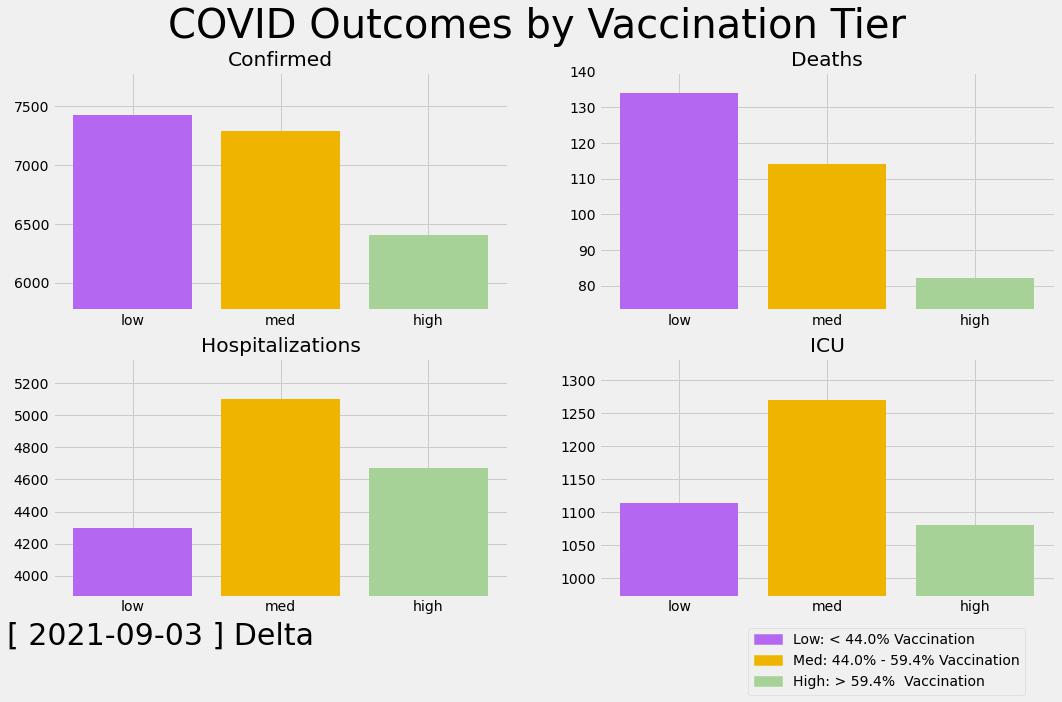 COVID Outcomes by Vaccination Tier
Confirmed
7500
7000
6500
6000
low med high
Deaths
140
130
120
110
100
90
80
low med high
Hospitalizations
5200
5000
4800
4600
4400
4200
4000
low med high
ICU
1300
1250
1200
1150
1100
1050
1000
low med high
[ 2021-09-03 ] Delta
Low: < 44.0% Vaccination
Med: 44.0% - 59.4% Vaccination
High: > 59.4%  Vaccination